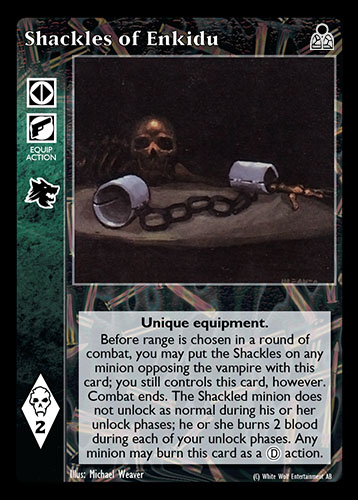 Shackles of Enkidu
EQUIP
ACTION
Unique equipment.
Before range is chosen in a round of
combat, you may put the Shackles on any
minion opposing the vampire with this
card; you still controls this card, however.
Combat ends. The Shackled minion does
not unlock as normal during his or her
unlock phases; he or she burns 2 blood
during each of your unlock phases. Any
minion may burn this card as a Ⓓ action.
2
Illus: Michael Weaver
(C) White Wolf Entertainment AB